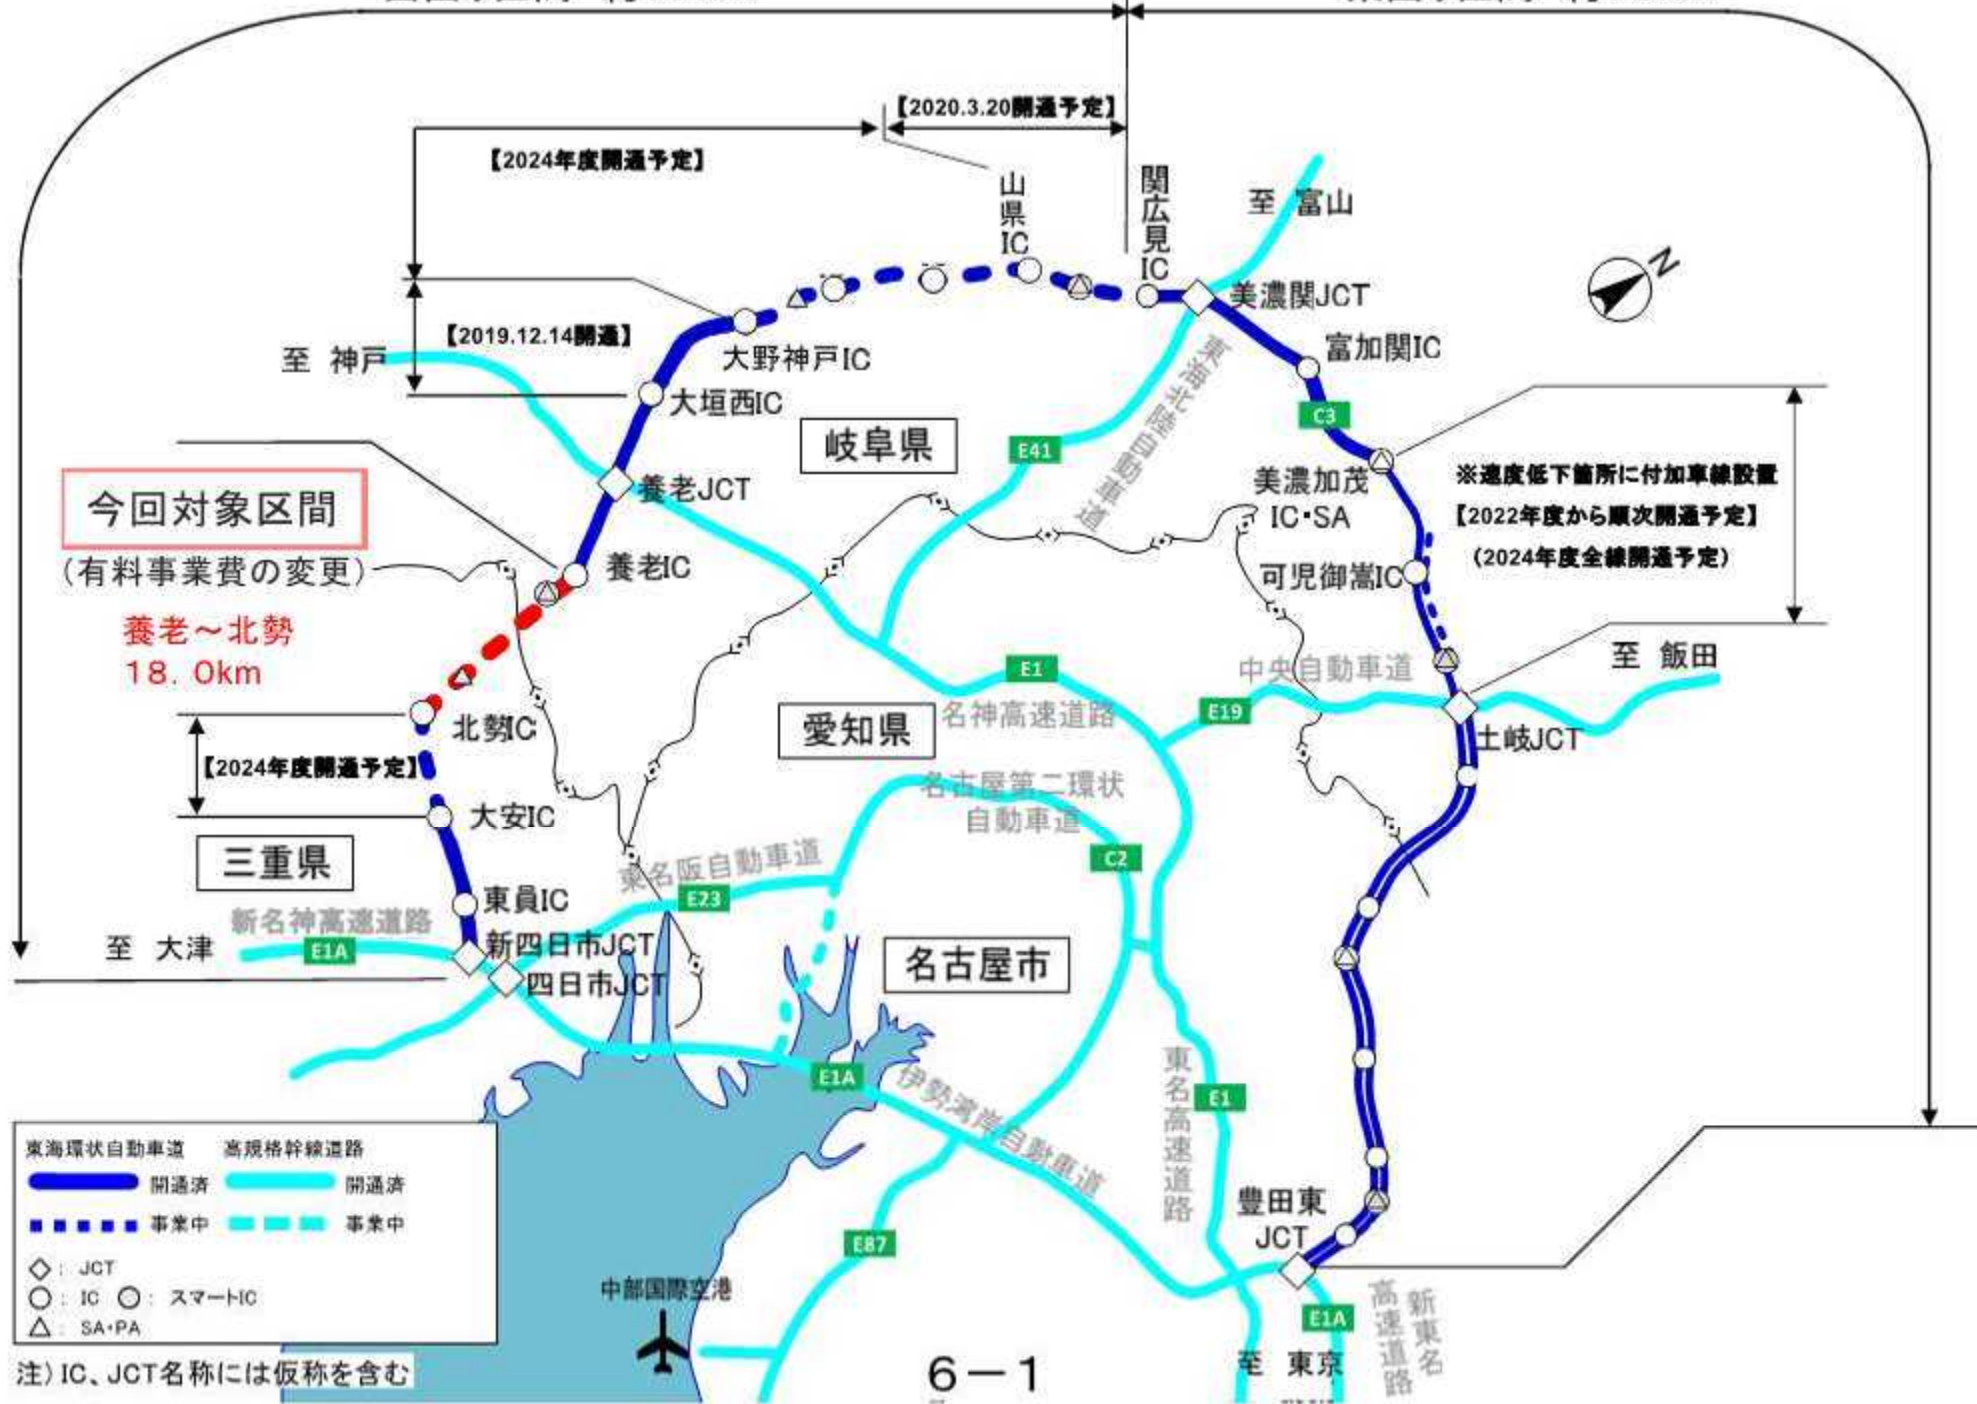 【2020.3.20開通予定】
【2024年度開通予定】
山県IC
関広見IC
至 富山
N
美濃関JCT
【2019.12.14開通】
至 神戸
大野神戸IC
富加関IC
東海北陸自動車道
大垣西IC
C3
岐阜県
E41
今回対象区間
養老JCT
美濃加茂
IC・SA
※速度低下箇所に付加車線設置
【2022年度から順次開通予定】
(2024年度全線開通予定)
(有料事業費の変更)
養老IC
可児御嵩IC
養老~北勢
18.0km
E1
中央自動車道
至 飯田
北勢IC
愛知県
名神高速道路
E19
土岐JCT
【2024年度開通予定】
名古屋第二環状
自動車道
大安IC
三重県
東名阪自動車道
C2
E23
東員IC
新名神高速道路
至 大津
E1A
新四日市JCT
四日市JCT
名古屋市
E1A
伊勢湾岸自動車道
東名高速道路
E1
東海環状自動車道 高規格幹線道路
開通済 開通済
事業中 事業中
: JCT
: IC : スマートIC
: SA・PA
豊田東
JCT
E87
中部国際空港
E1A
新東名
高速道路
至 東京
注)IC、JCT名称には仮称を含む
6-1